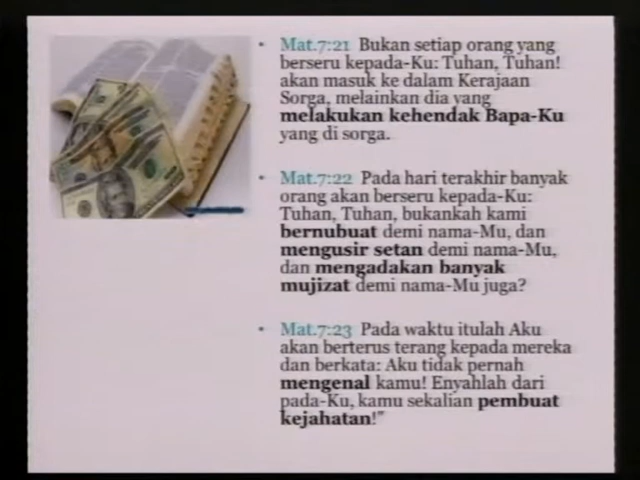 • Mat.7:21 Bukan setiap orang yang
berseru kepada-Ku: Tuhan, Tuhan!
akan masuk ke dalam Kerajaan
Sorga, melainkan dia yang
melakukan kehendak Bapa-Ku
yang di sorga.
• Mat.7:22 Pada hari terakhir banyak
orang akan berseru kepada-Ku:
Tuhan, Tuhan, bukankah kami
bernubuat demi nama-Mu, dan
mengusir setan demi nama-Mu,
dan mengadakan banyak
mujizat demi nama-Mu juga?
• Mat.7:23 Pada waktu itulah Aku
akan berterus terang kepada mereka
dan berkata: Aku tidak pernah
mengenal kamu! Enyahlah dari
pada-Ku, kamu sekalian pembuat
kejahatan!"